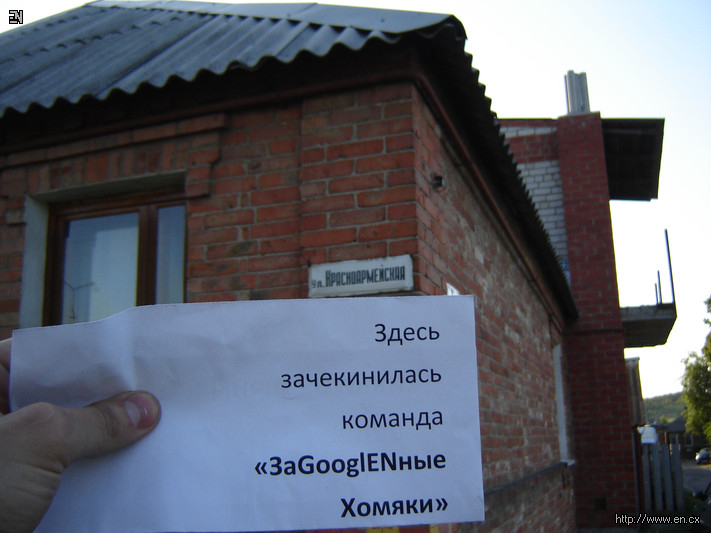 EN
ул. Красноармейская
Здесь
зачекинилась
команда
«ЗаGooglENные
Хомяки»
http://www.en.cx